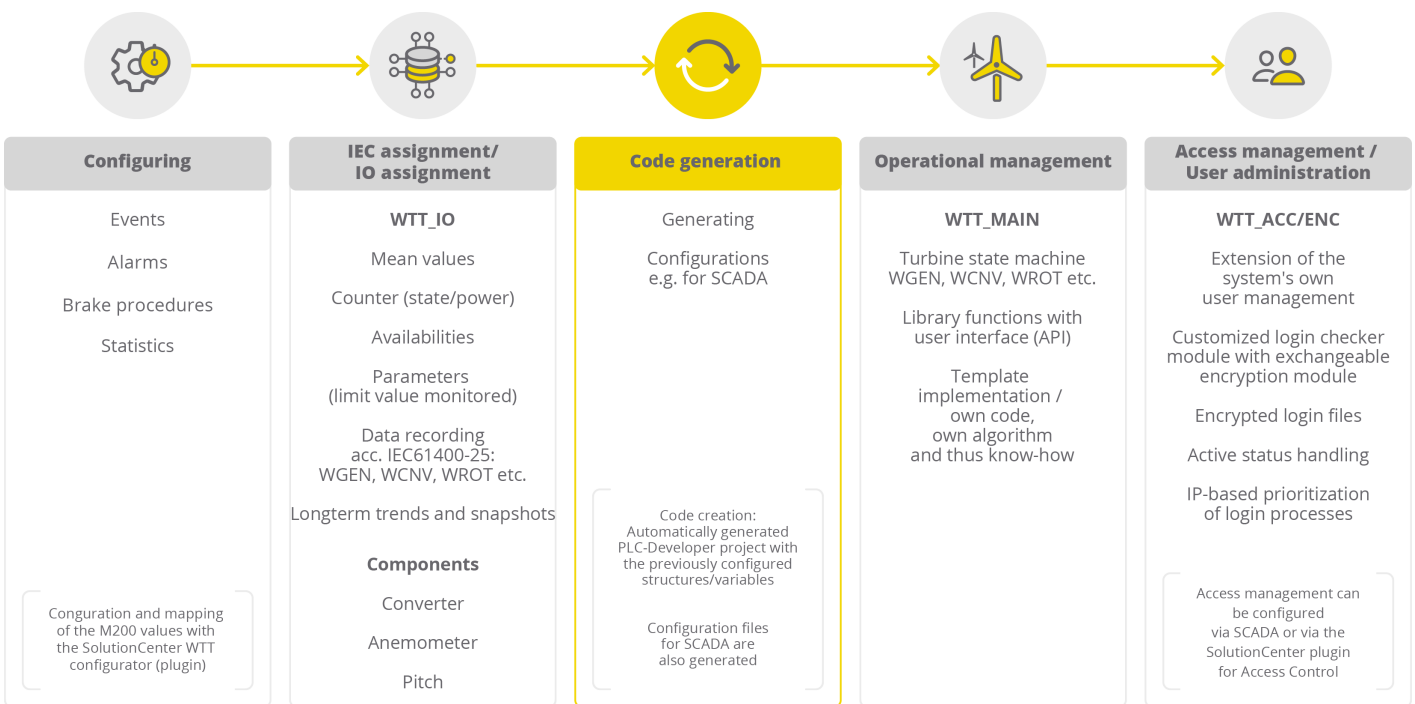 Configuring
Events
Alarms
Brake procedures
Statistics
Conguration and mapping
of the M200 values with
the SolutionCenter WTT
configurator (plugin)
IEC assignment/
IO assignment
WTT_IO
Mean values
Counter (state/power)
Availabilities
Parameters
(limit value monitored)
Data recording
acc. IEC61400-25:
WGEN, WCNV, WROT etc.
Longterm trends and snapshots
Components
Converter
Anemometer
Pitch
Code generation
Generating
Configurations
e.g. for SCADA
Code creation:
Automatically generated
PLC-Developer project with
the previously configured
structures/variables
Configuration files
for SCADA are
also generated
Operational management
WTT_MAIN
Turbine state machine
WGEN, WCNV, WROT etc.
Library functions with
user interface (API)
Template
implementation /
own code,
own algorithm
and thus know-how
Access management /
User administration
WTT_ACC/ENC
Extension of the
system's own
user management
Customized login checker
module with exchangeable
encryption module
Encrypted login files
Active status handling
IP-based prioritization
of login processes
Access management can
be configured
via SCADA or via the
SolutionCenter plugin
for Access Control